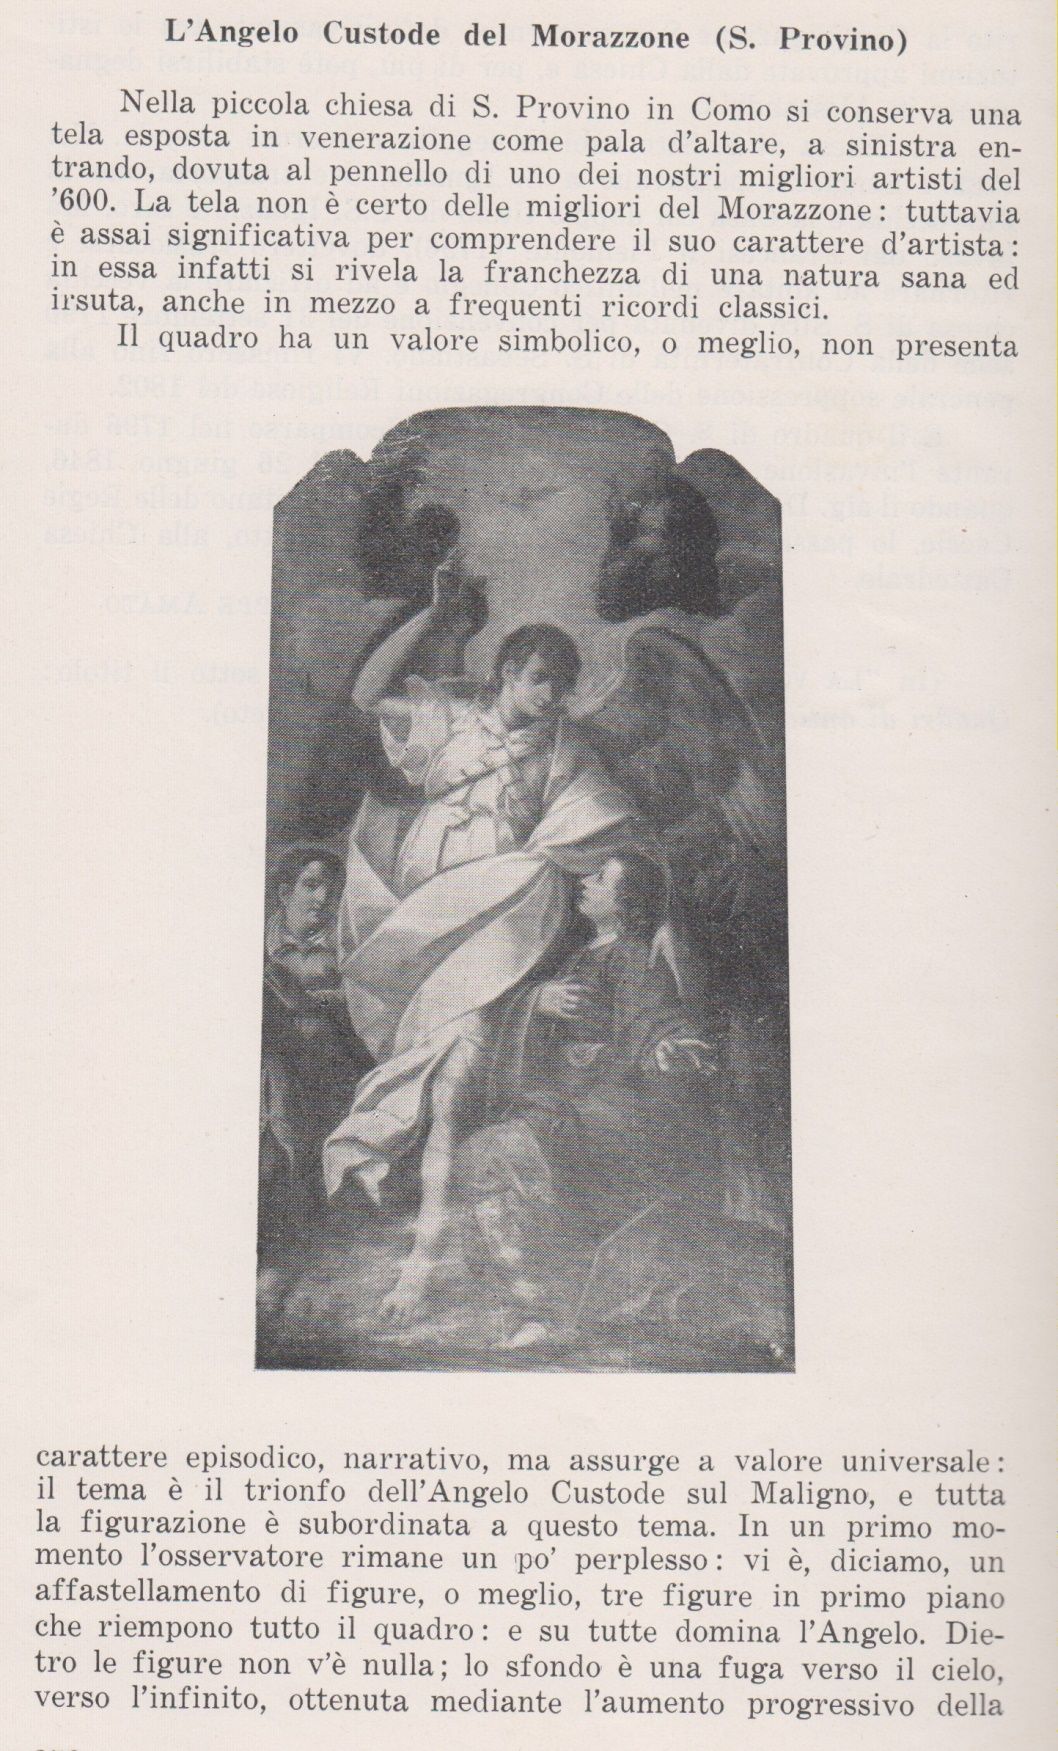 L'Angelo Custode del Morazzone (S. Provino)
Nella piccola chiesa di S. Provino in Como si conserva una
tela esposta in venerazione come pala d'altare, a sinistra en-
trando, dovuta al pennello di uno dei nostri migliori artisti del
'600. La tela non è certo delle migliori del Morazzone: tuttavia
è assai significativa per comprendere il suo carattere d'artista:
in essa infatti si rivela la franchezza di una natura sana ed
irsuta, anche in mezzo a frequenti ricordi classici.
Il quadro ha un valore simbolico, o meglio, non presenta
carattere episodico, narrativo, ma assurge a valore universale:
il tema è il trionfo dell'Angelo Custode sul Maligno, e tutta
la figurazione è subordinata a questo tema. In un primo mo-
mento l'osservatore rimane un po' perplesso: vi è, diciamo, un
affastellamento di figure, o meglio, tre figure in primo piano
che riempono tutto il quadro: e su tutte domina l'Angelo. Die-
tro le figure non v'è nulla; lo sfondo è una fuga verso il cielo,
verso l'infinito, ottenuta mediante l'aumento progressivo della